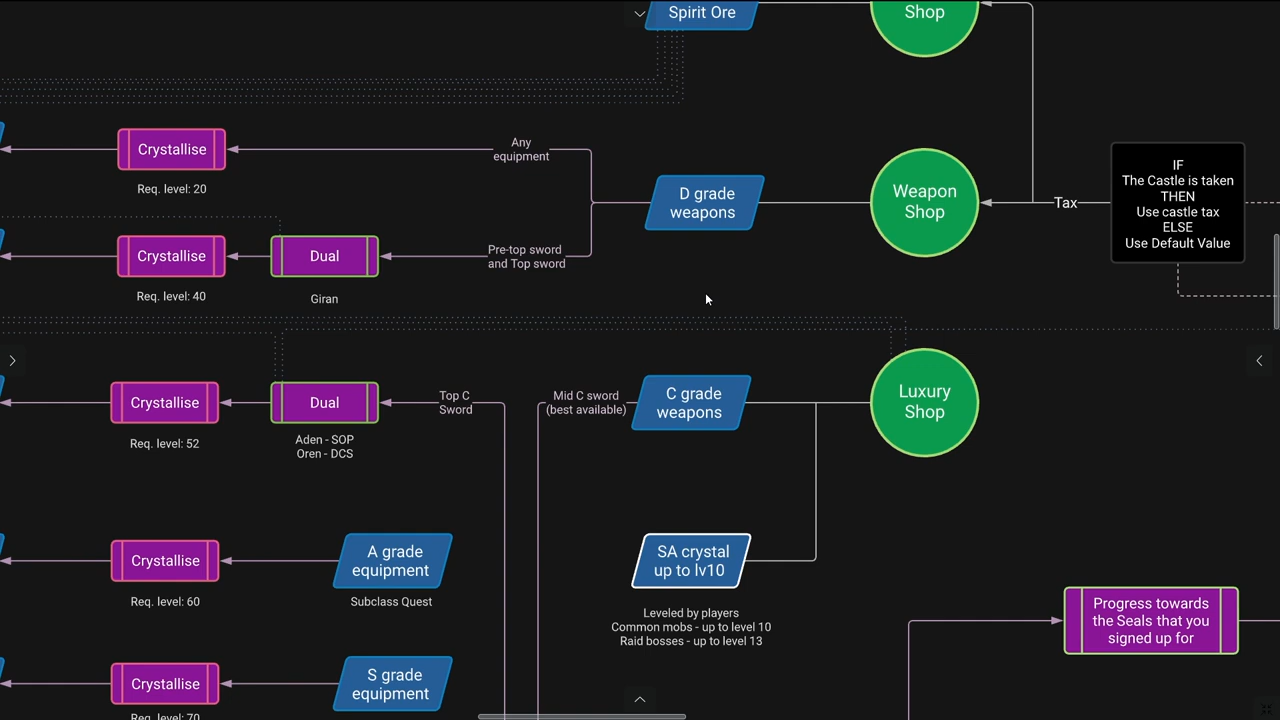 Spirit Ore
Shop
Crystallise
Req. level: 20
Any
equipment
D grade
weapons
Weapon
Shop
Tax
IF
The Castle is taken
THEN
Use castle tax
ELSE
Use Default Value
Crystallise
Req. level: 40
Dual
Giran
Pre-top sword
and Top sword
Crystallise
Req. level: 52
Dual
Aden - SOP
Oren - DCS
Top C
Sword
Mid C sword
(best available)
C grade
weapons
Luxury
Shop
Crystallise
Req. level: 60
A grade
equipment
Subclass Quest
SA crystal
up to lv10
Leveled by players
Common mobs - up to level 10
Raid bosses - up to level 13
Progress towards
the Seals that you
signed up for
Crystallise
Req. level: 70
S grade
equipment